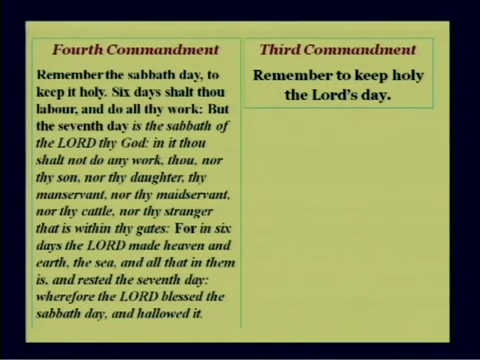 Fourth Commandment
Remember the sabbath day, to
keep it holy. Six days shalt thou
labour, and do all thy work: But
the seventh day is the sabbath of
the LORD thy God: in it thou
shalt not do any work, thou, nor
thy son, nor thy daughter, thy
manservant, nor thy maidservant,
nor thy cattle, nor thy stranger
that is within thy gates: For in six
days the LORD made heaven and
earth, the sea, and all that in them
is, and rested the seventh day:
wherefore the LORD blessed the
sabbath day, and hallowed it.
Third Commandment
Remember to keep holy
the Lord's day.